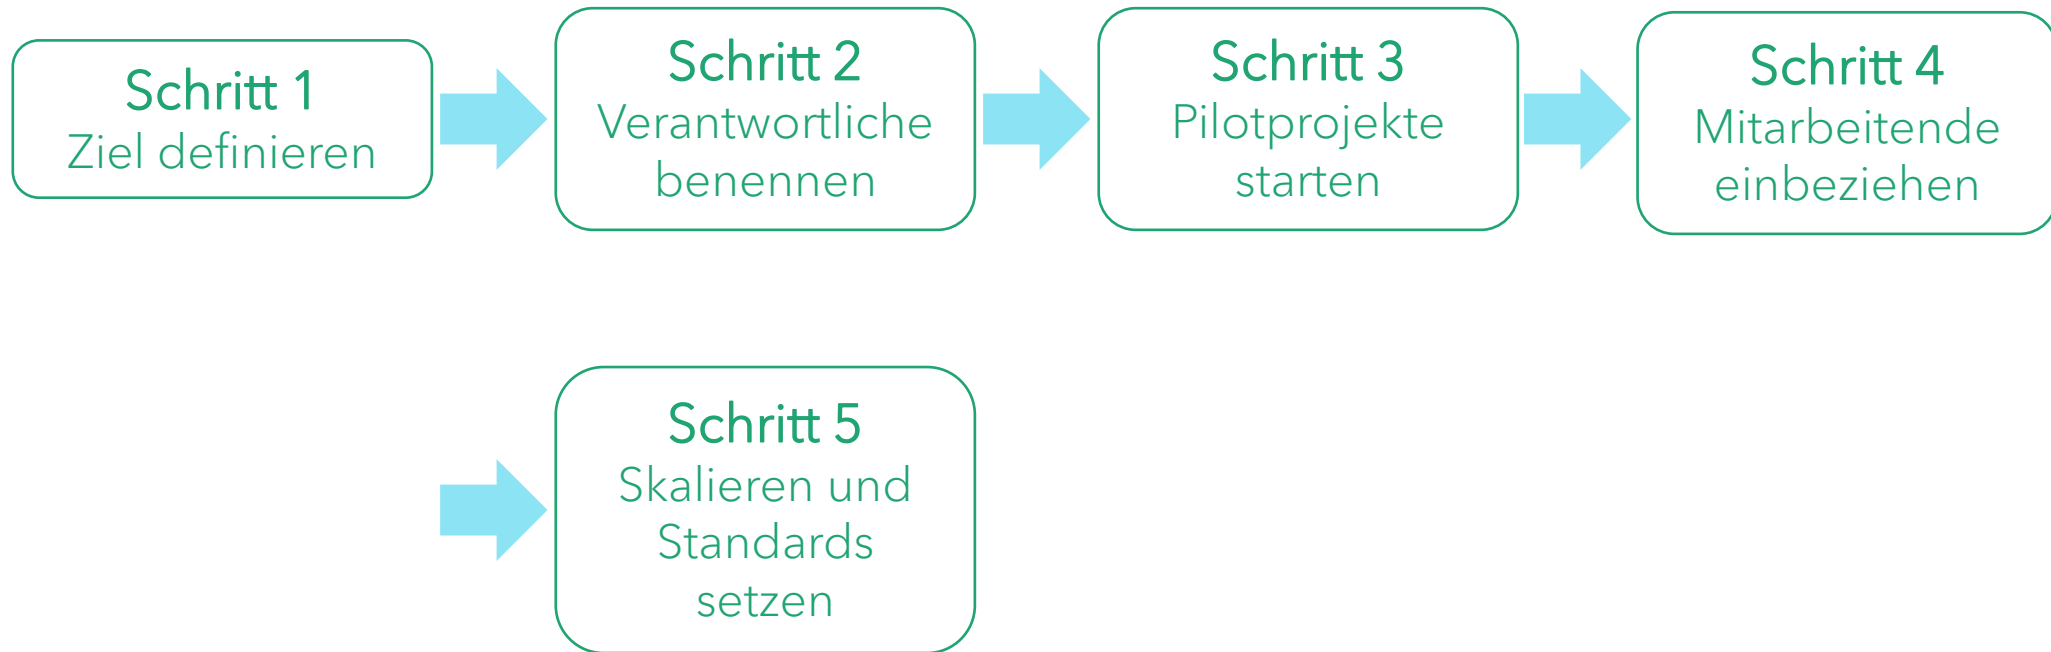 Schritt 1
Ziel definieren
Schritt 2
Verantwortliche
benennen
Schritt 3
Pilotprojekte
starten
Schritt 4
Mitarbeitende
einbeziehen
Schritt 5
Skalieren und
Standards
setzen